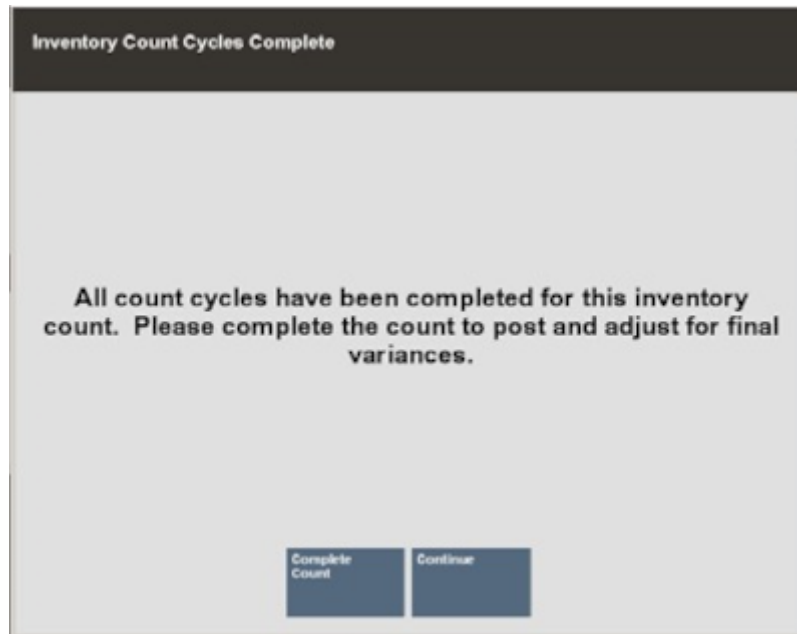 Inventory Count Cycles Complete
All count cycles have been completed for this inventory
count.  Please complete the count to post and adjust for final
variances.
Complete
Count
Continue